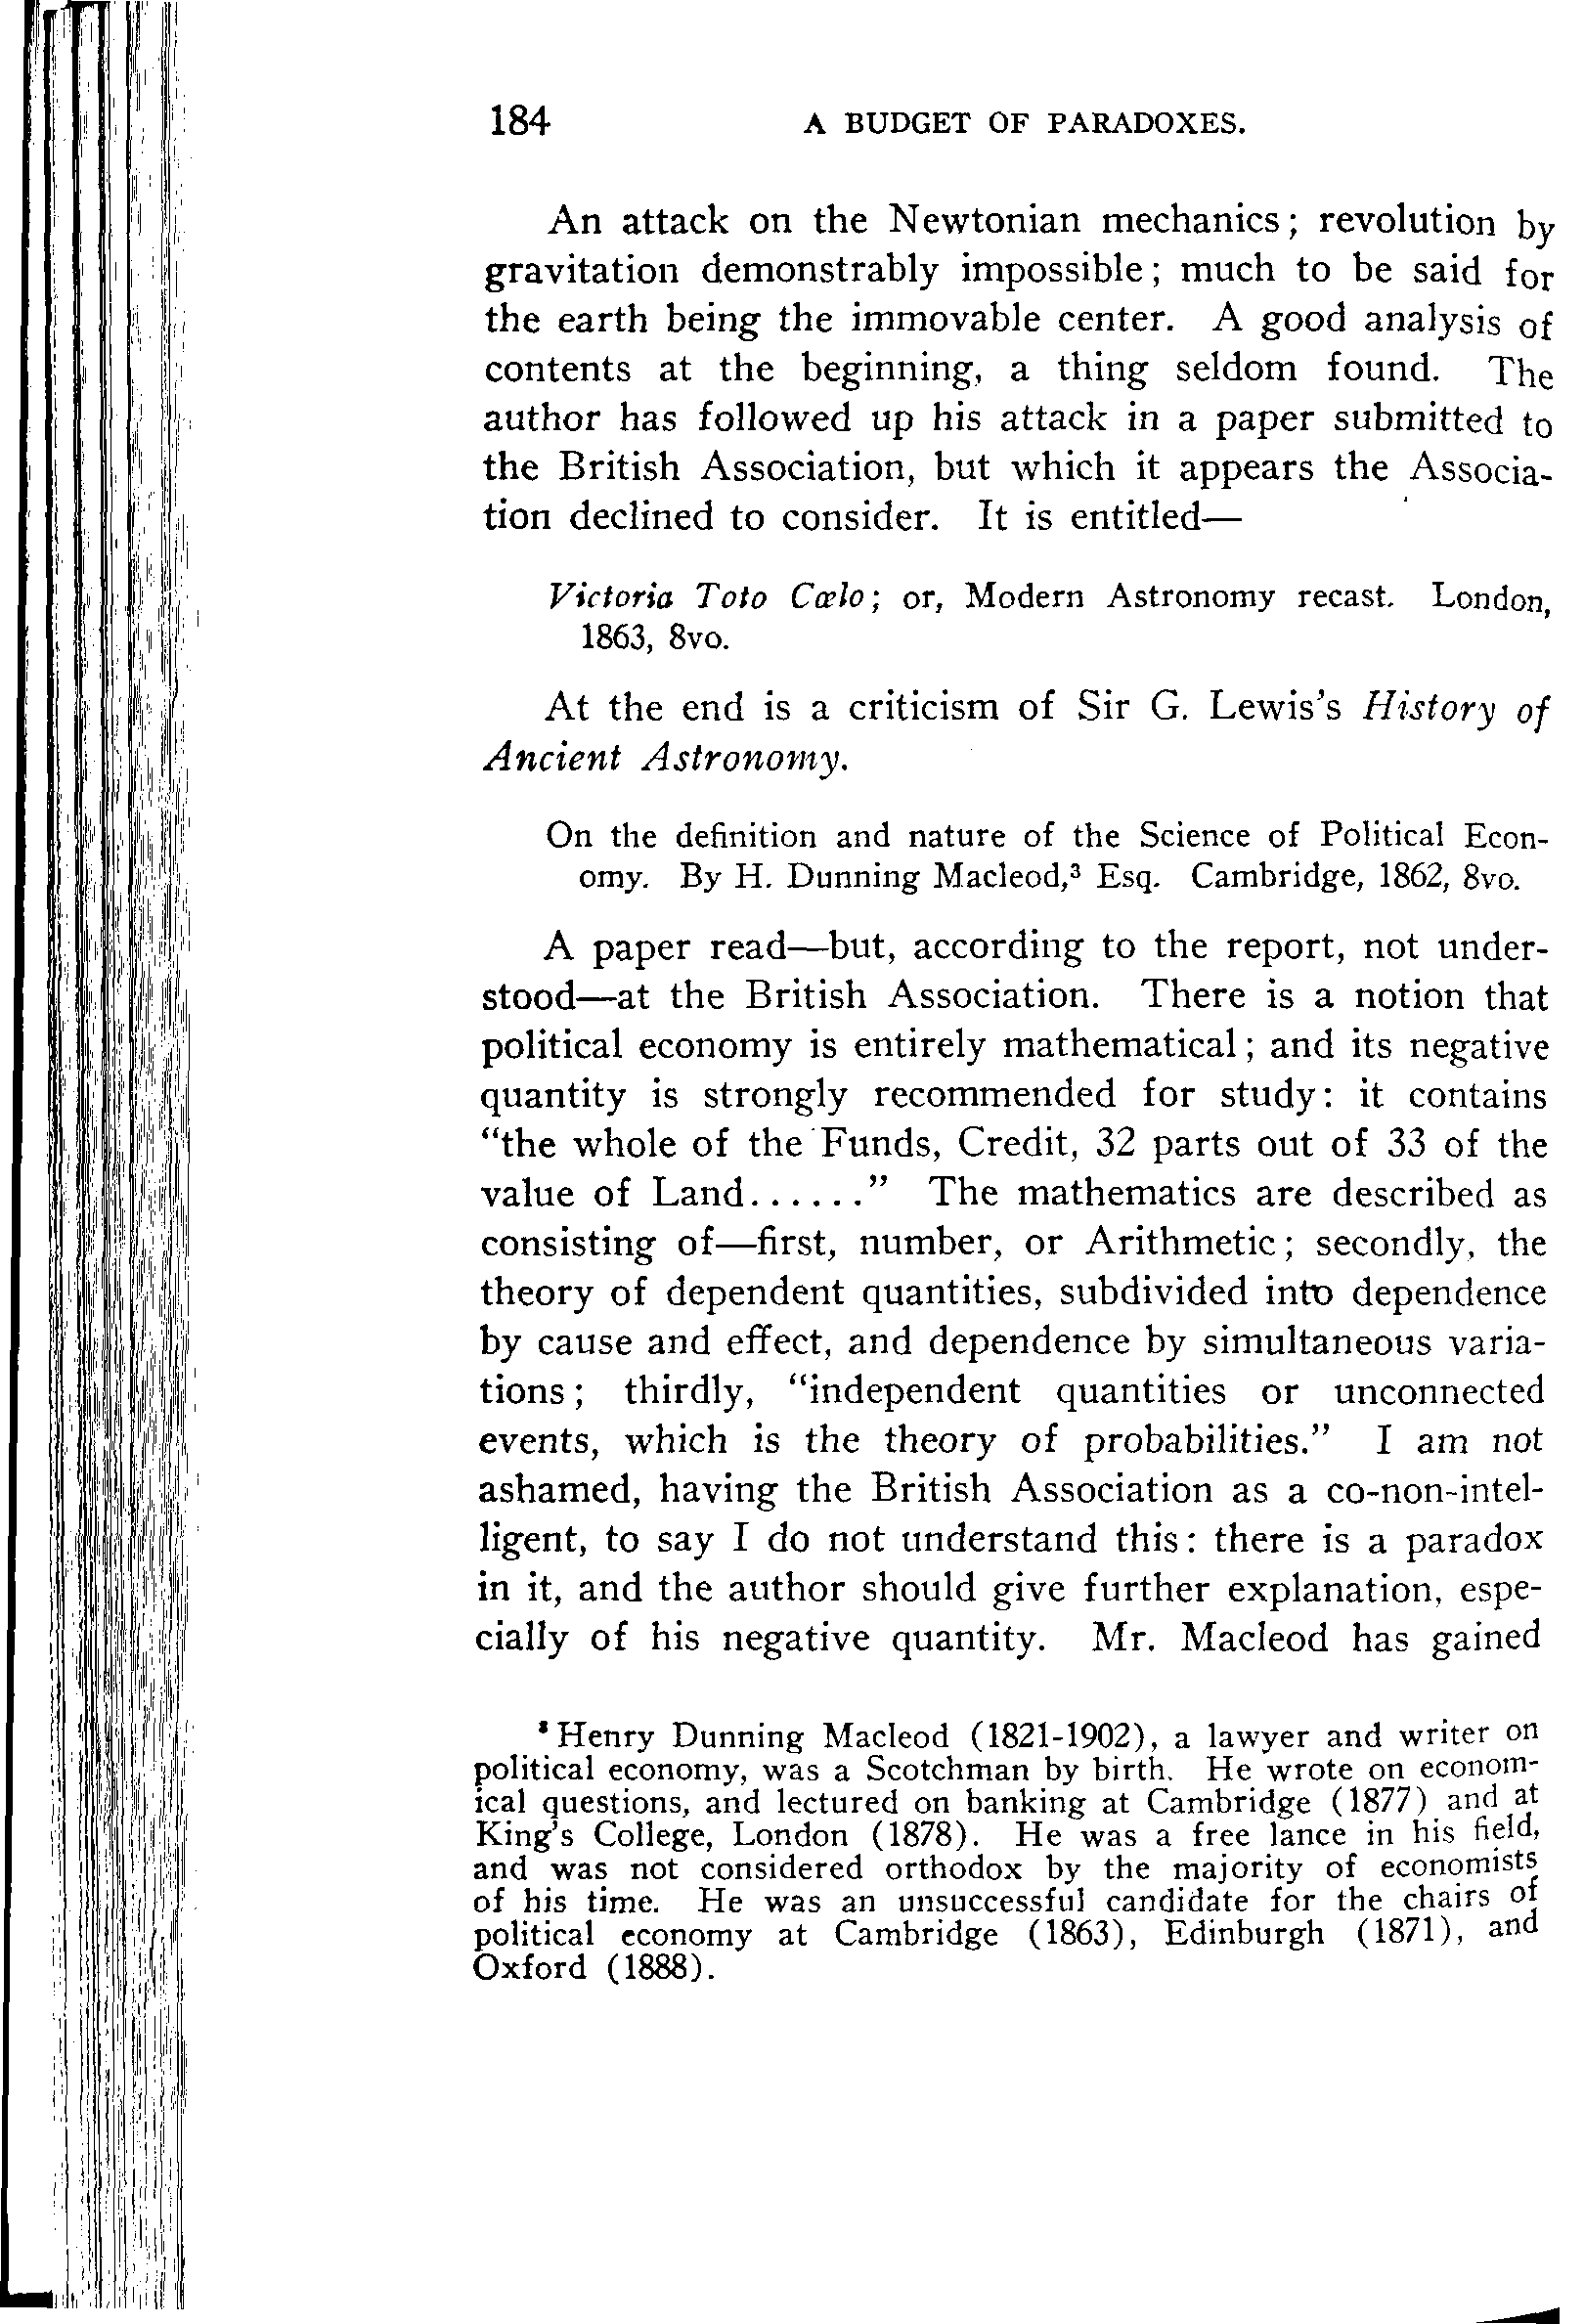 184 A BUDGET OF PARADOXES.
An attack on the Newtonian mechanics; revolution by
gravitation demonstrably impossible; much to be said for
the earth being the immovable center. A good analysis of
contents at the beginning, a thing seldom found. The
author has followed up his attack in a paper submitted to
the British Association, but which it appears the Associa-
tion declined to consider. It is entitled—
Victoria Toto Cœlo; or, Modern Astronomy recast. London,
1863, 8vo.
At the end is a criticism of Sir G. Lewis's History of
Ancient Astronomy.
On the definition and nature of the Science of Political Econ-
omy. By H. Dunning Macleod,³ Esq. Cambridge, 1862, 8vo.
A paper read—but, according to the report, not under-
stood—at the British Association. There is a notion that
political economy is entirely mathematical; and its negative
quantity is strongly recommended for study: it contains
“the whole of the Funds, Credit, 32 parts out of 33 of the
value of Land......” The mathematics are described as
consisting of—first, number, or Arithmetic; secondly, the
theory of dependent quantities, subdivided into dependence
by cause and effect, and dependence by simultaneous varia-
tions; thirdly, “independent quantities or unconnected
events, which is the theory of probabilities.” I am not
ashamed, having the British Association as a co-non-intel-
ligent, to say I do not understand this: there is a paradox
in it, and the author should give further explanation, espe-
cially of his negative quantity. Mr. Macleod has gained
³ Henry Dunning Macleod (1821-1902), a lawyer and writer on
political economy, was a Scotchman by birth. He wrote on econom-
ical questions, and lectured on banking at Cambridge (1877) and at
King's College, London (1878). He was a free lance in his field,
and was not considered orthodox by the majority of economists
of his time. He was an unsuccessful candidate for the chairs of
political economy at Cambridge (1863), Edinburgh (1871), and
Oxford (1888).